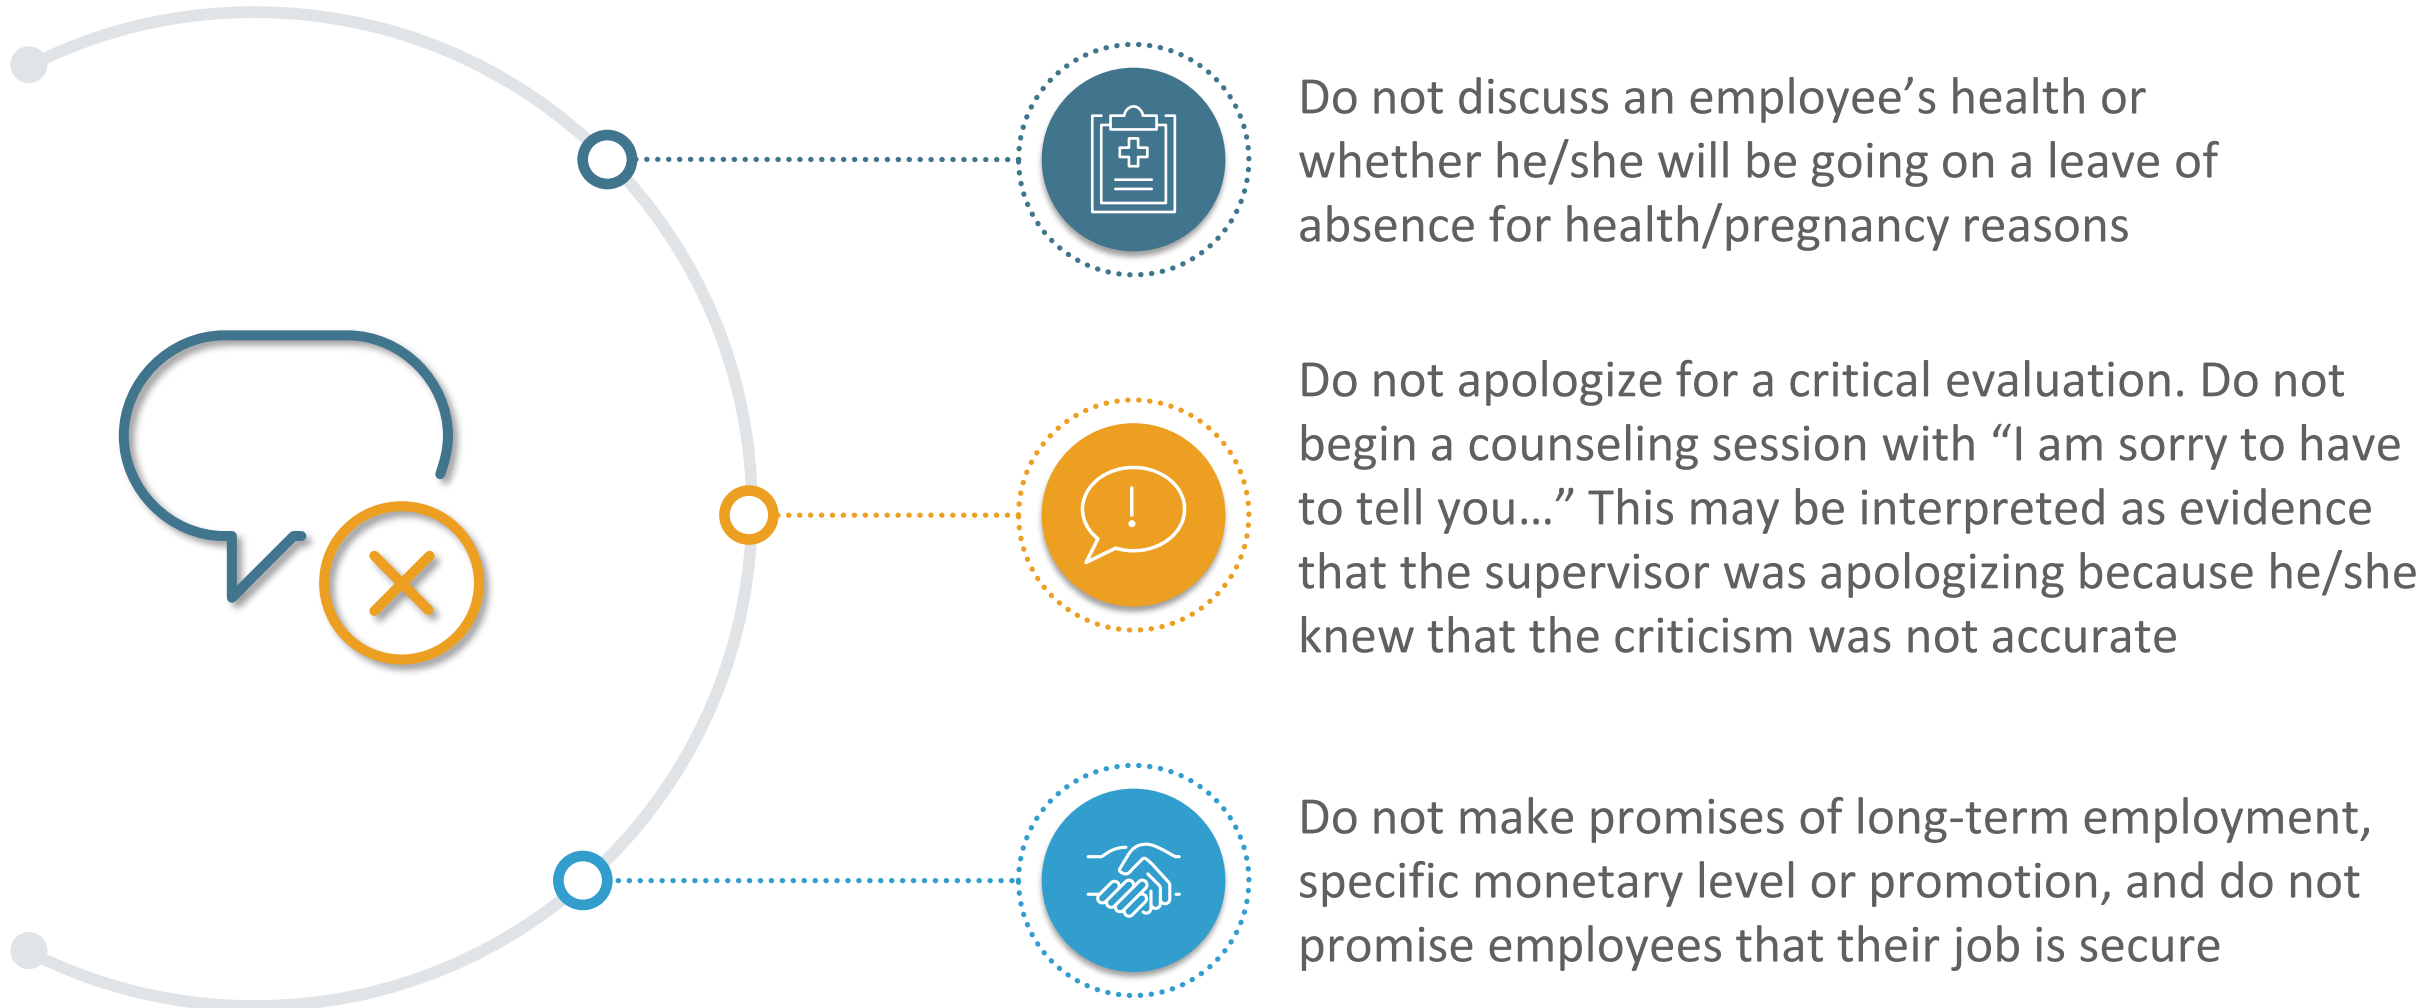 Do not discuss an employee’s health or
whether he/she will be going on a leave of
absence for health/pregnancy reasons
Do not apologize for a critical evaluation. Do not
begin a counseling session with “I am sorry to have
to tell you…” This may be interpreted as evidence
that the supervisor was apologizing because he/she
knew that the criticism was not accurate
Do not make promises of long-term employment,
specific monetary level or promotion, and do not
promise employees that their job is secure